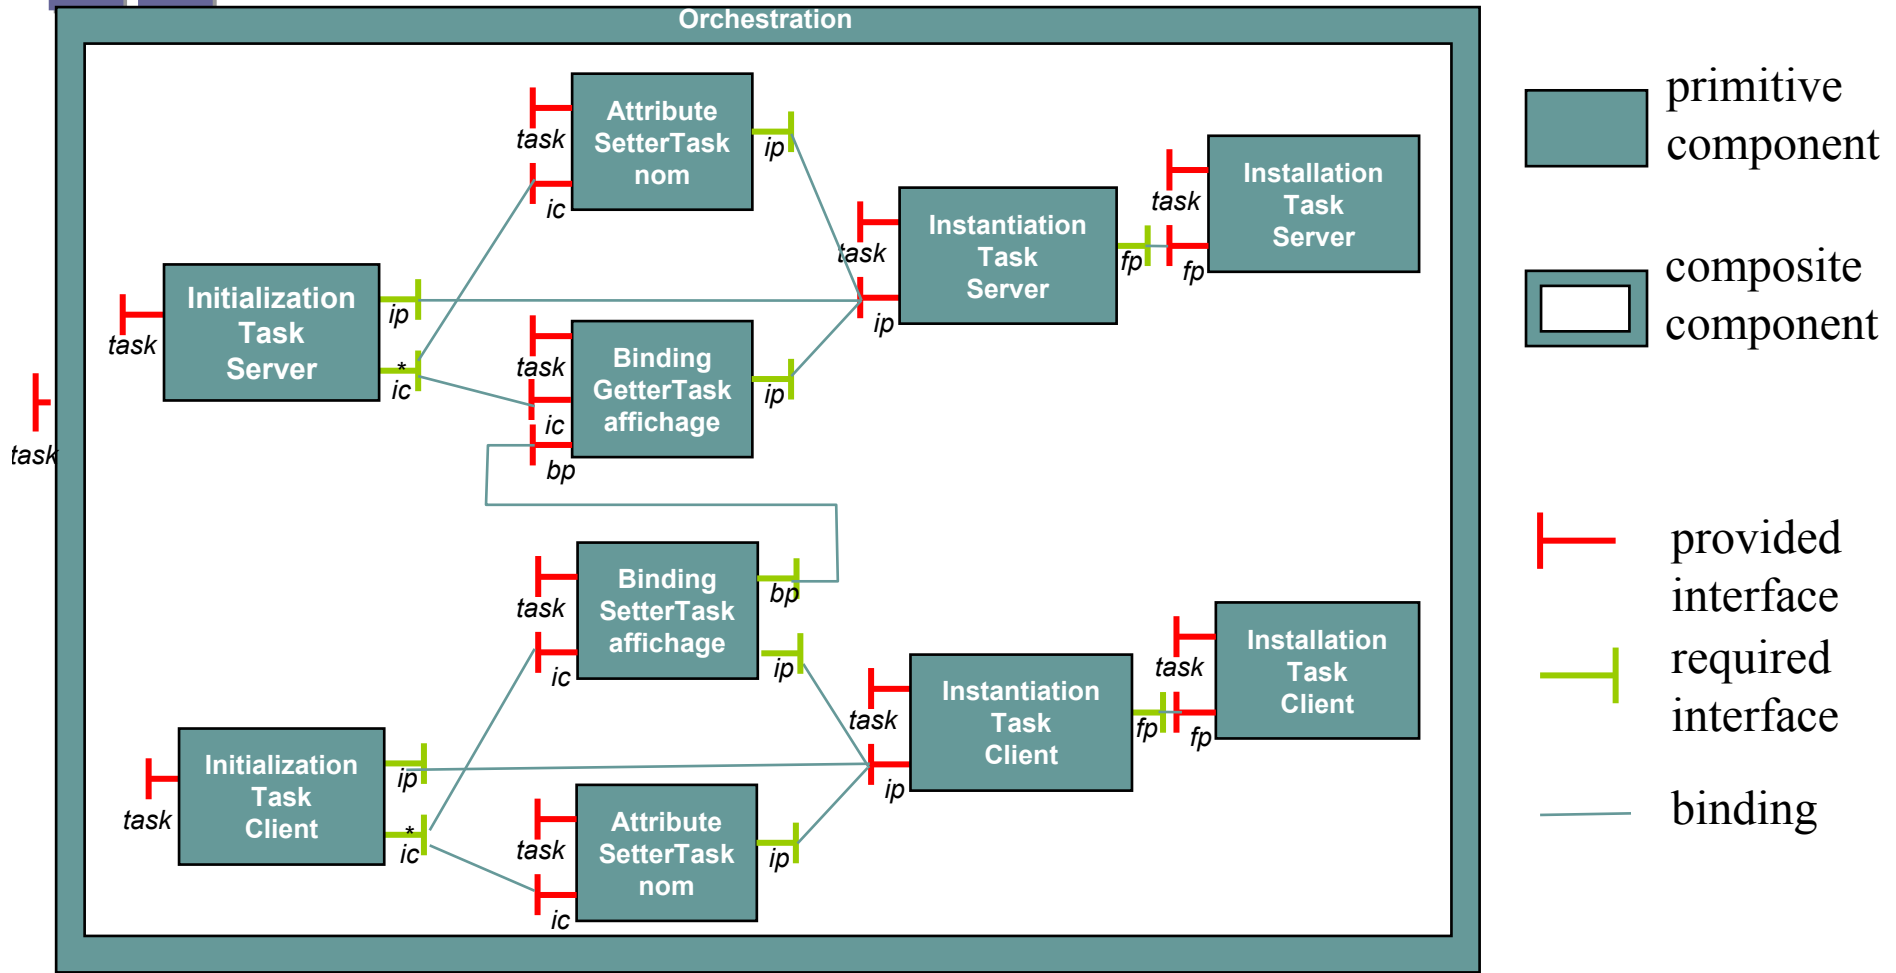 Orchestration
Attribute
SetterTask
nom
task
ic
ip
Installation
Task
Server
task
fp
Instantiation
Task
Server
task
ip
fp
Initialization
Task
Server
task
ip
*
ic
Binding
GetterTask
affichage
task
ic
bp
ip
task
Binding
SetterTask
affichage
task
ic
bp
ip
Installation
Task
Client
task
fp
Instantiation
Task
Client
task
ip
fp
Initialization
Task
Client
task
ip
*
ic
Attribute
SetterTask
nom
task
ic
ip
primitive
component
composite
component
provided
interface
required
interface
binding